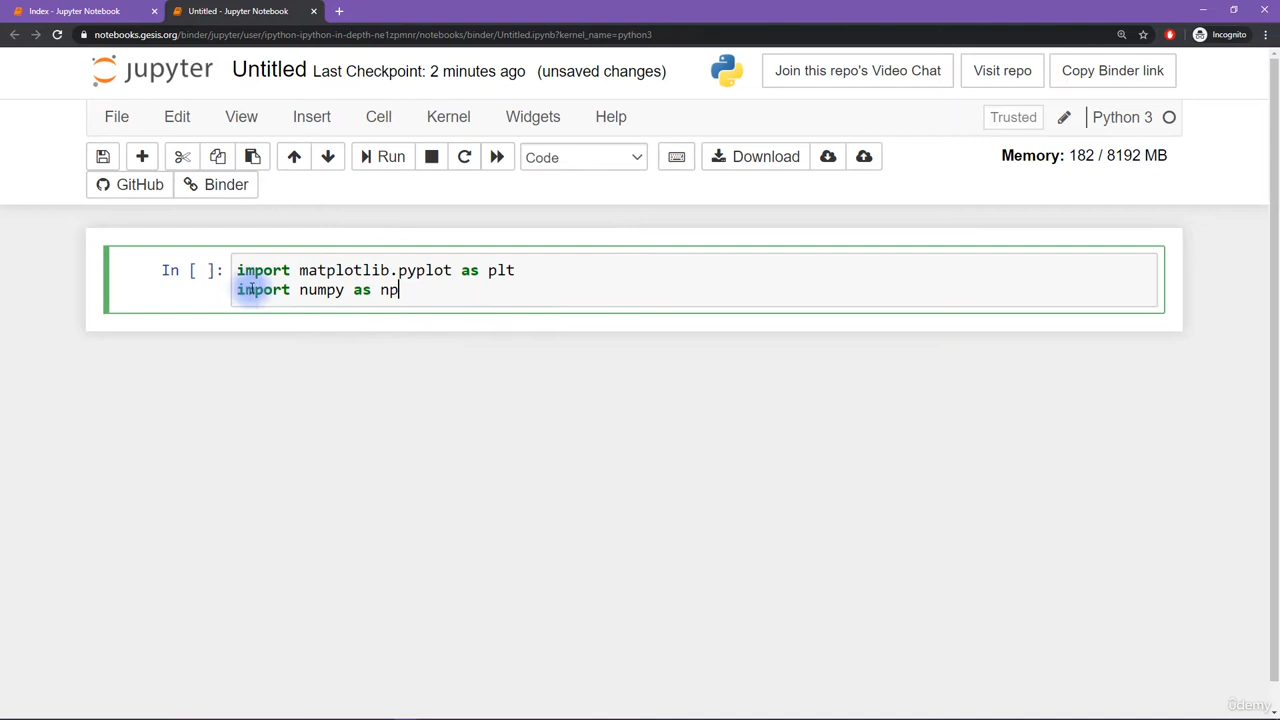 Index - Jupyter Notebook
Untitled - Jupyter Notebook
notebooks.gesis.org/binder/jupyter/user/ipython-ipython-in-depth-ne1zpmnr/notebooks/binder/Untitled.ipynb?kernel_name=python3
Incognito
jupyter Untitled Last Checkpoint: 2 minutes ago (unsaved changes)
Join this repo's Video Chat
Visit repo
Copy Binder link
File Edit View Insert Cell Kernel Widgets Help
Trusted
Python 3
Run
Code
Download
Memory: 182 / 8192 MB
GitHub
Binder
In [ ]: import matplotlib.pyplot as plt
import numpy as np
ûdemy